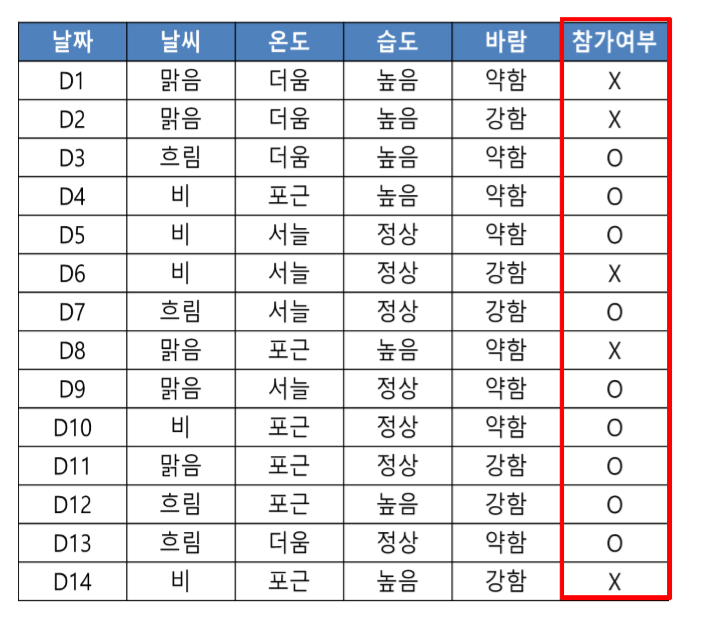 날짜 날씨 온도 습도 바람 참가여부
D1 맑음 더움 높음 약함 X
D2 맑음 더움 높음 강함 X
D3 흐림 더움 높음 약함 O
D4 비 포근 높음 약함 O
D5 비 서늘 정상 약함 O
D6 비 서늘 정상 강함 X
D7 흐림 서늘 정상 강함 O
D8 맑음 포근 높음 약함 X
D9 맑음 서늘 정상 약함 O
D10 비 포근 정상 약함 O
D11 맑음 포근 정상 강함 O
D12 흐림 포근 높음 강함 O
D13 흐림 더움 정상 약함 O
D14 비 포근 높음 강함 X